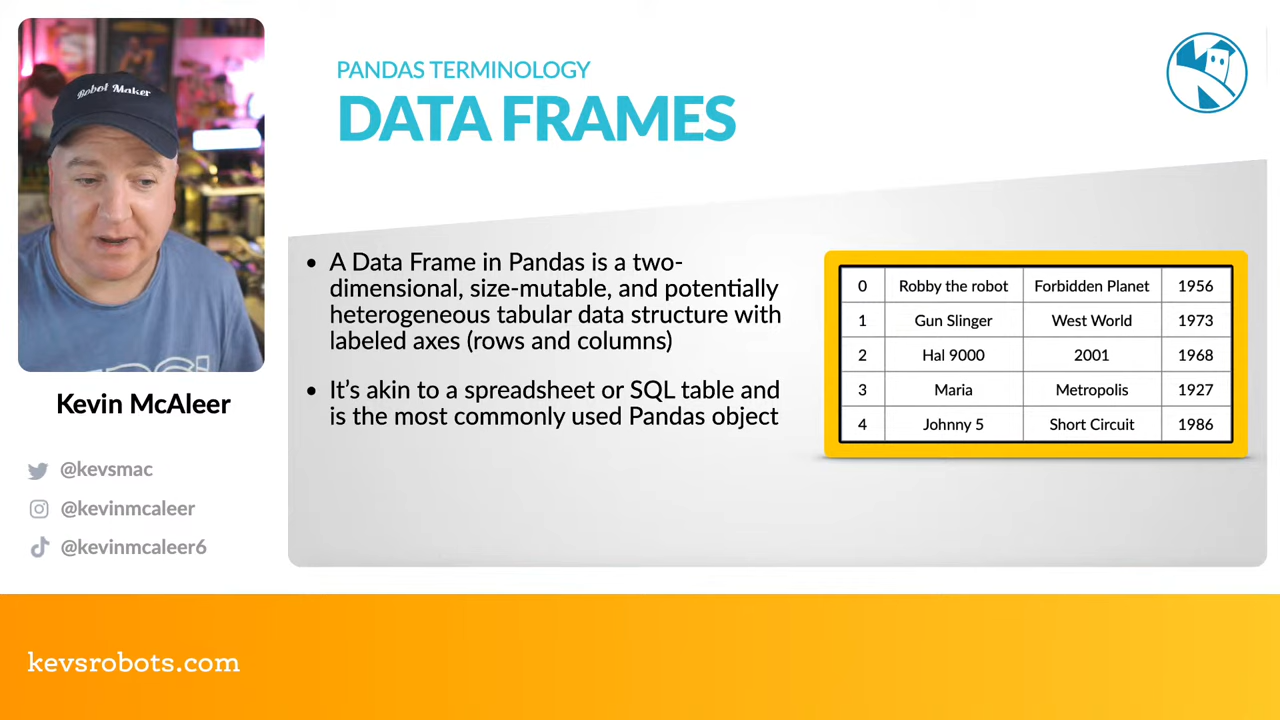 Robot Maker
PANDAS TERMINOLOGY
DATA FRAMES
• A Data Frame in Pandas is a two-
dimensional, size-mutable, and potentially
heterogeneous tabular data structure with
labeled axes (rows and columns)
• It's akin to a spreadsheet or SQL table and
is the most commonly used Pandas object
0 Robby the robot Forbidden Planet 1956
1 Gun Slinger West World 1973
2 Hal 9000 2001 1968
3 Maria Metropolis 1927
4 Johnny 5 Short Circuit 1986
Kevin McAleer
@kevsmac
@kevinmcaleer
@kevinmcaleer6
kevsrobots.com